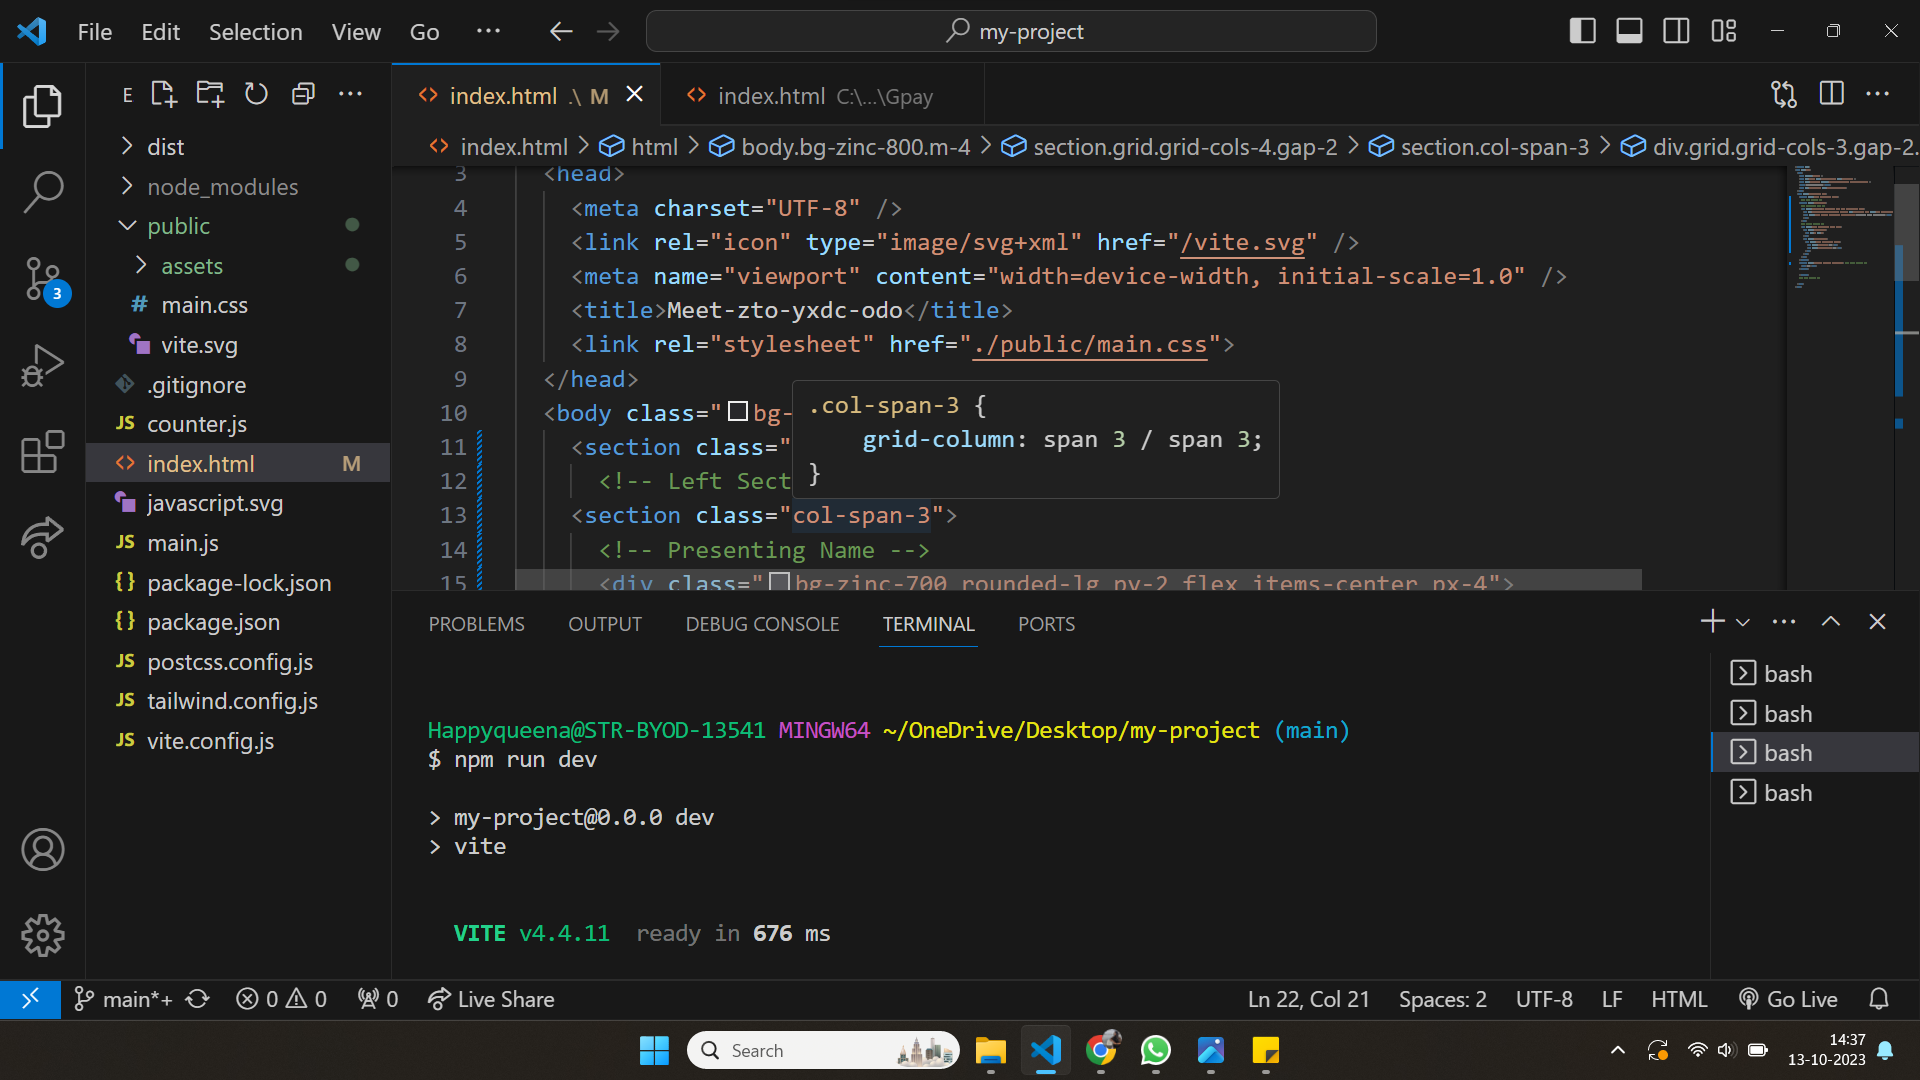 File Edit Selection View Go ··· my-project
E
index.html .\ M
index.html C:\...\Gpay
index.html > html > body.bg-zinc-800.m-4 > section.grid.grid-cols-4.gap-2 > section.col-span-3 > div.grid.grid-cols-3.gap-2.
dist
node_modules
public
assets
# main.css
vite.svg
.gitignore
JS counter.js
index.html M
javascript.svg
JS main.js
{} package-lock.json
{} package.json
JS postcss.config.js
JS tailwind.config.js
JS vite.config.js
3
3 <head>
4 <meta charset="UTF-8" />
5 <link rel="icon" type="image/svg+xml" href="/vite.svg" />
6 <meta name="viewport" content="width=device-width, initial-scale=1.0" />
7 <title>Meet-zto-yxdc-odo</title>
8 <link rel="stylesheet" href="./public/main.css">
9 </head>
10 <body class="bg-
11 <section class="
12 <!-- Left Sect
13 <section class="col-span-3">
14 <!-- Presenting Name -->
15 <div class="bg-zinc-700 rounded-lg py-2 flex items-center px-4">
.col-span-3 {
grid-column: span 3 / span 3;
}
PROBLEMS OUTPUT DEBUG CONSOLE TERMINAL PORTS
Happyqueena@STR-BYOD-13541 MINGW64 ~/OneDrive/Desktop/my-project (main)
$ npm run dev
> my-project@0.0.0 dev
> vite
VITE v4.4.11 ready in 676 ms
bash
bash
bash
bash
main*+ 0 0 0 Live Share Ln 22, Col 21 Spaces: 2 UTF-8 LF HTML Go Live
Search
14:37
13-10-2023